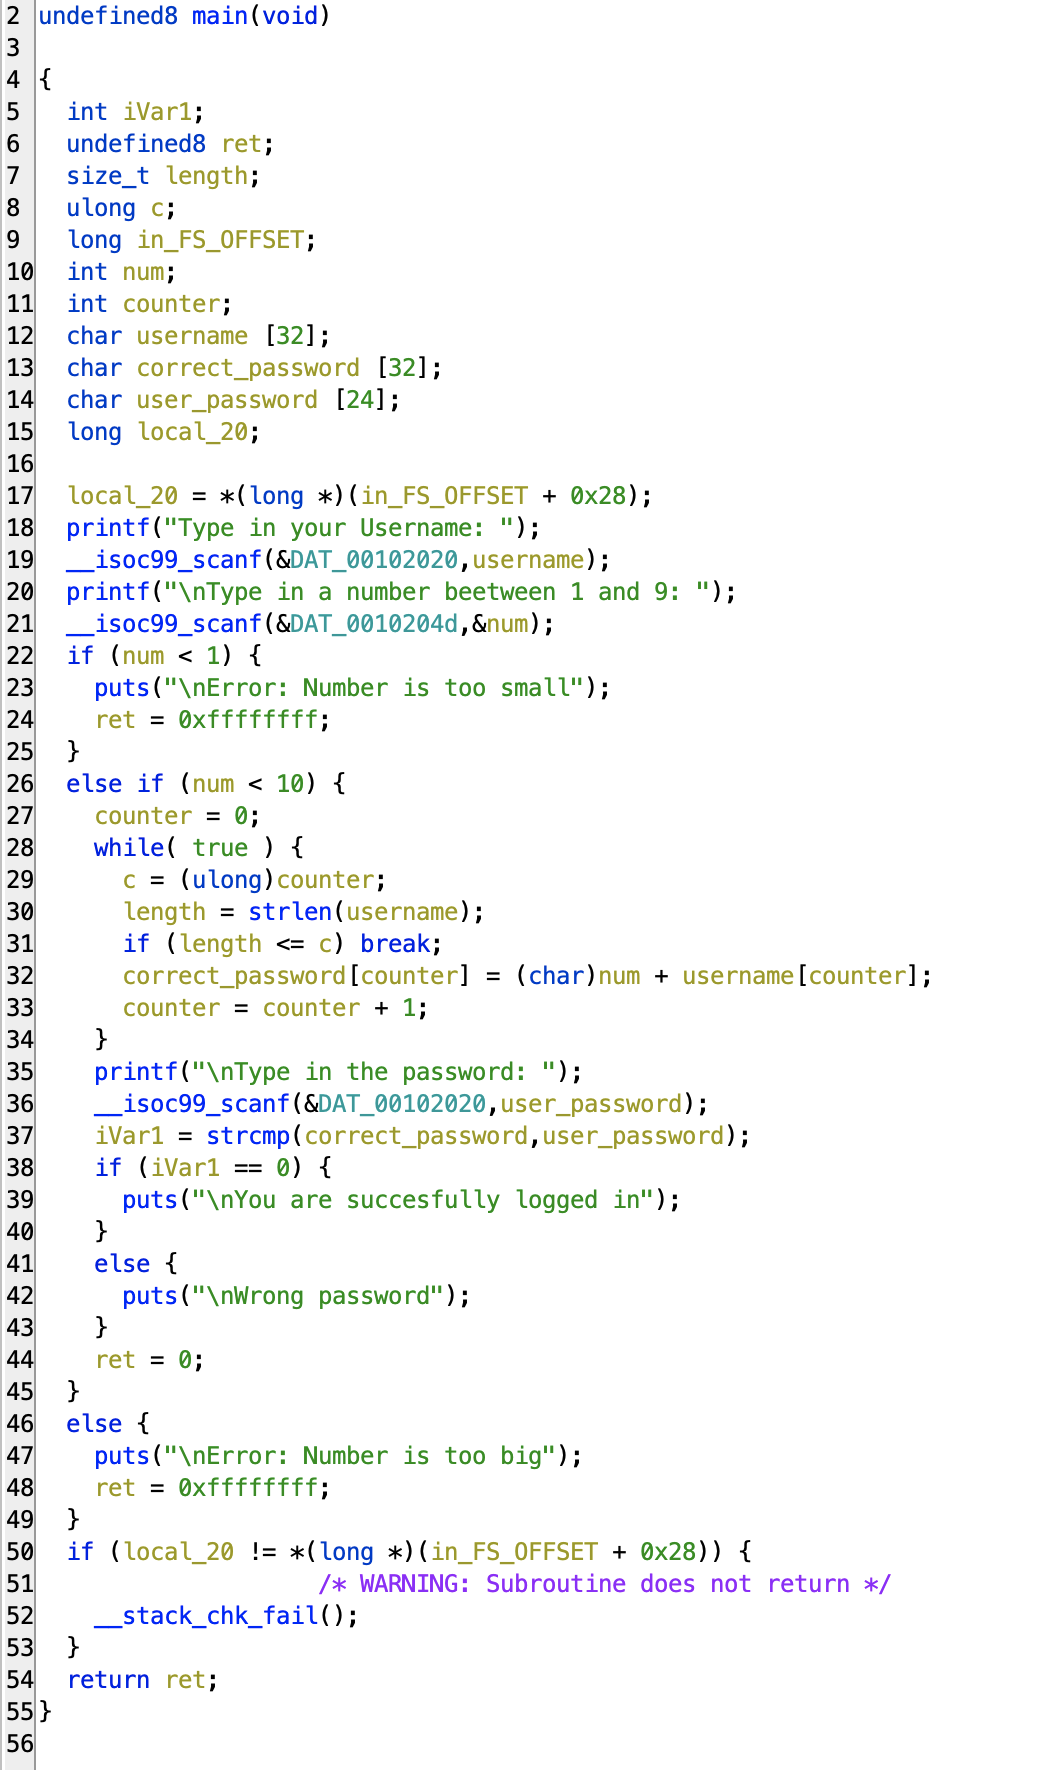 2 undefined8 main(void)
3
4 {
5   int iVar1;
6   undefined8 ret;
7   size_t length;
8   ulong c;
9   long in_FS_OFFSET;
10   int num;
11   int counter;
12   char username [32];
13   char correct_password [32];
14   char user_password [24];
15   long local_20;
16
17   local_20 = *(long *)(in_FS_OFFSET + 0x28);
18   printf("Type in your Username: ");
19   __isoc99_scanf(&DAT_00102020,username);
20   printf("\nType in a number beetween 1 and 9: ");
21   __isoc99_scanf(&DAT_0010204d,&num);
22   if (num < 1) {
23     puts("\nError: Number is too small");
24     ret = 0xffffffff;
25   }
26   else if (num < 10) {
27     counter = 0;
28     while( true ) {
29       c = (ulong)counter;
30       length = strlen(username);
31       if (length <= c) break;
32       correct_password[counter] = (char)num + username[counter];
33       counter = counter + 1;
34     }
35     printf("\nType in the password: ");
36     __isoc99_scanf(&DAT_00102020,user_password);
37     iVar1 = strcmp(correct_password,user_password);
38     if (iVar1 == 0) {
39       puts("\nYou are succesfully logged in");
40     }
41     else {
42       puts("\nWrong password");
43     }
44     ret = 0;
45   }
46   else {
47     puts("\nError: Number is too big");
48     ret = 0xffffffff;
49   }
50   if (local_20 != *(long *)(in_FS_OFFSET + 0x28)) {
51                     /* WARNING: Subroutine does not return */
52     __stack_chk_fail();
53   }
54   return ret;
55 }
56